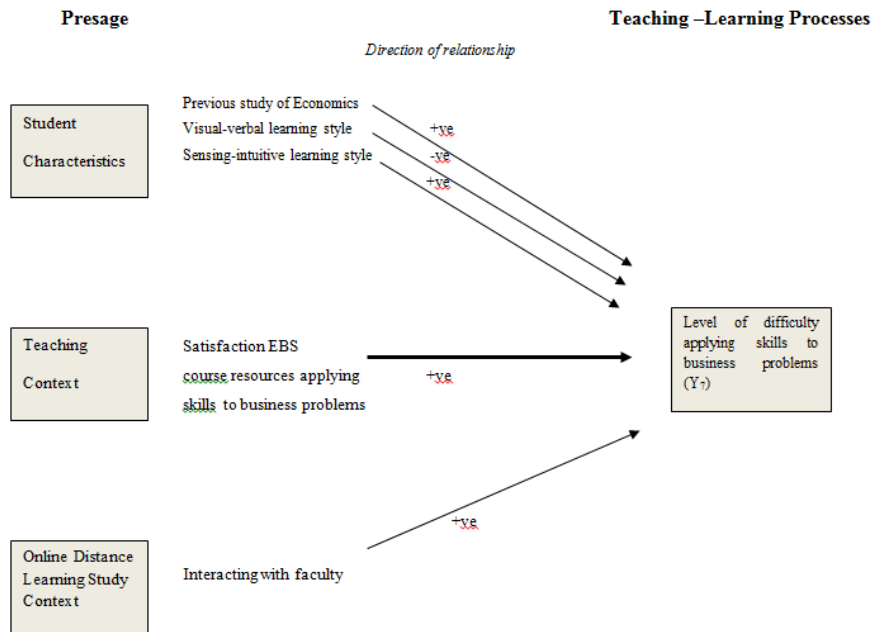 Presage
Teaching –Learning Processes
Direction of relationship
Student
Characteristics
Previous study of Economics
Visual-verbal learning style
Sensing-intuitive learning style
+ve
-ve
+ve
Teaching
Context
Satisfaction EBS
course resources applying
skills to business problems
+ve
Level of difficulty
applying skills to
business problems
(Y₇)
Online Distance
Learning Study
Context
Interacting with faculty
+ve